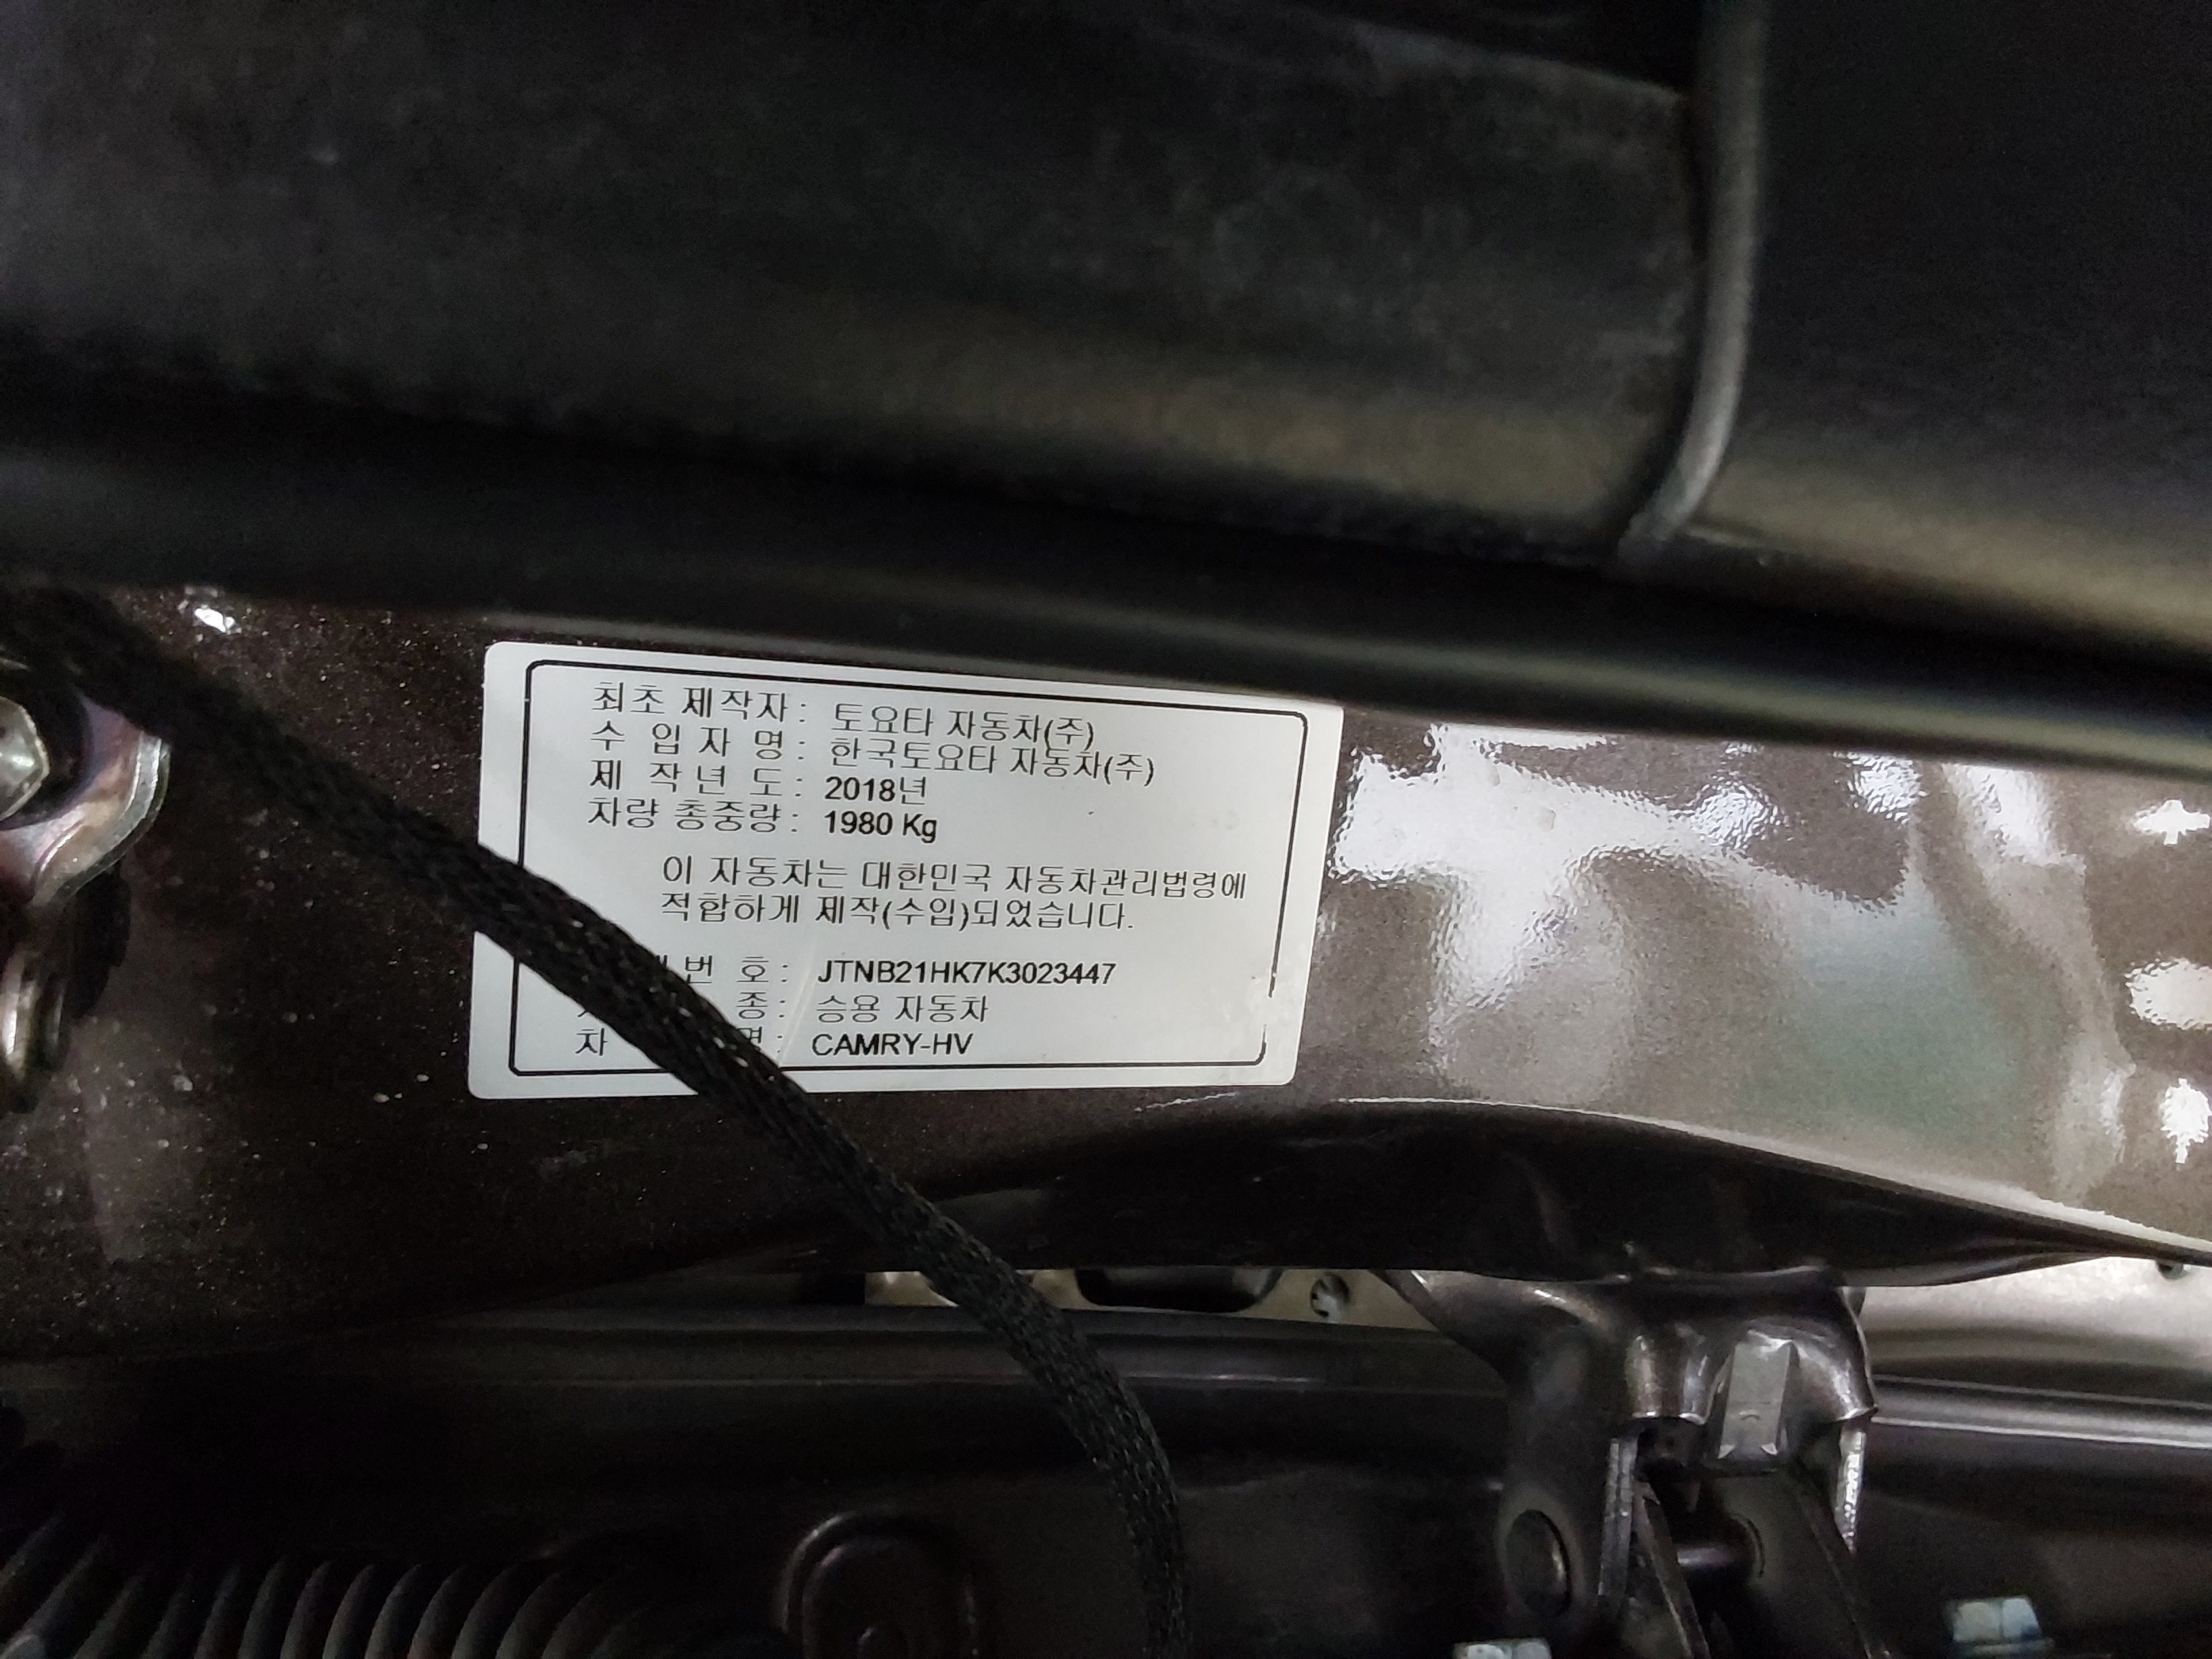 최초 제작자 : 토요타 자동차(주)
수 입 자 명 : 한국토요타 자동차(주)
제 작 년 도 : 2018년
차량 총중량 : 1980 Kg
이 자동차는 대한민국 자동차관리법령에
적합하게 제작(수입)되었습니다.
번 호 : JTNB21HK7K3023447
종 : 승용 자동차
차 명 : CAMRY-HV